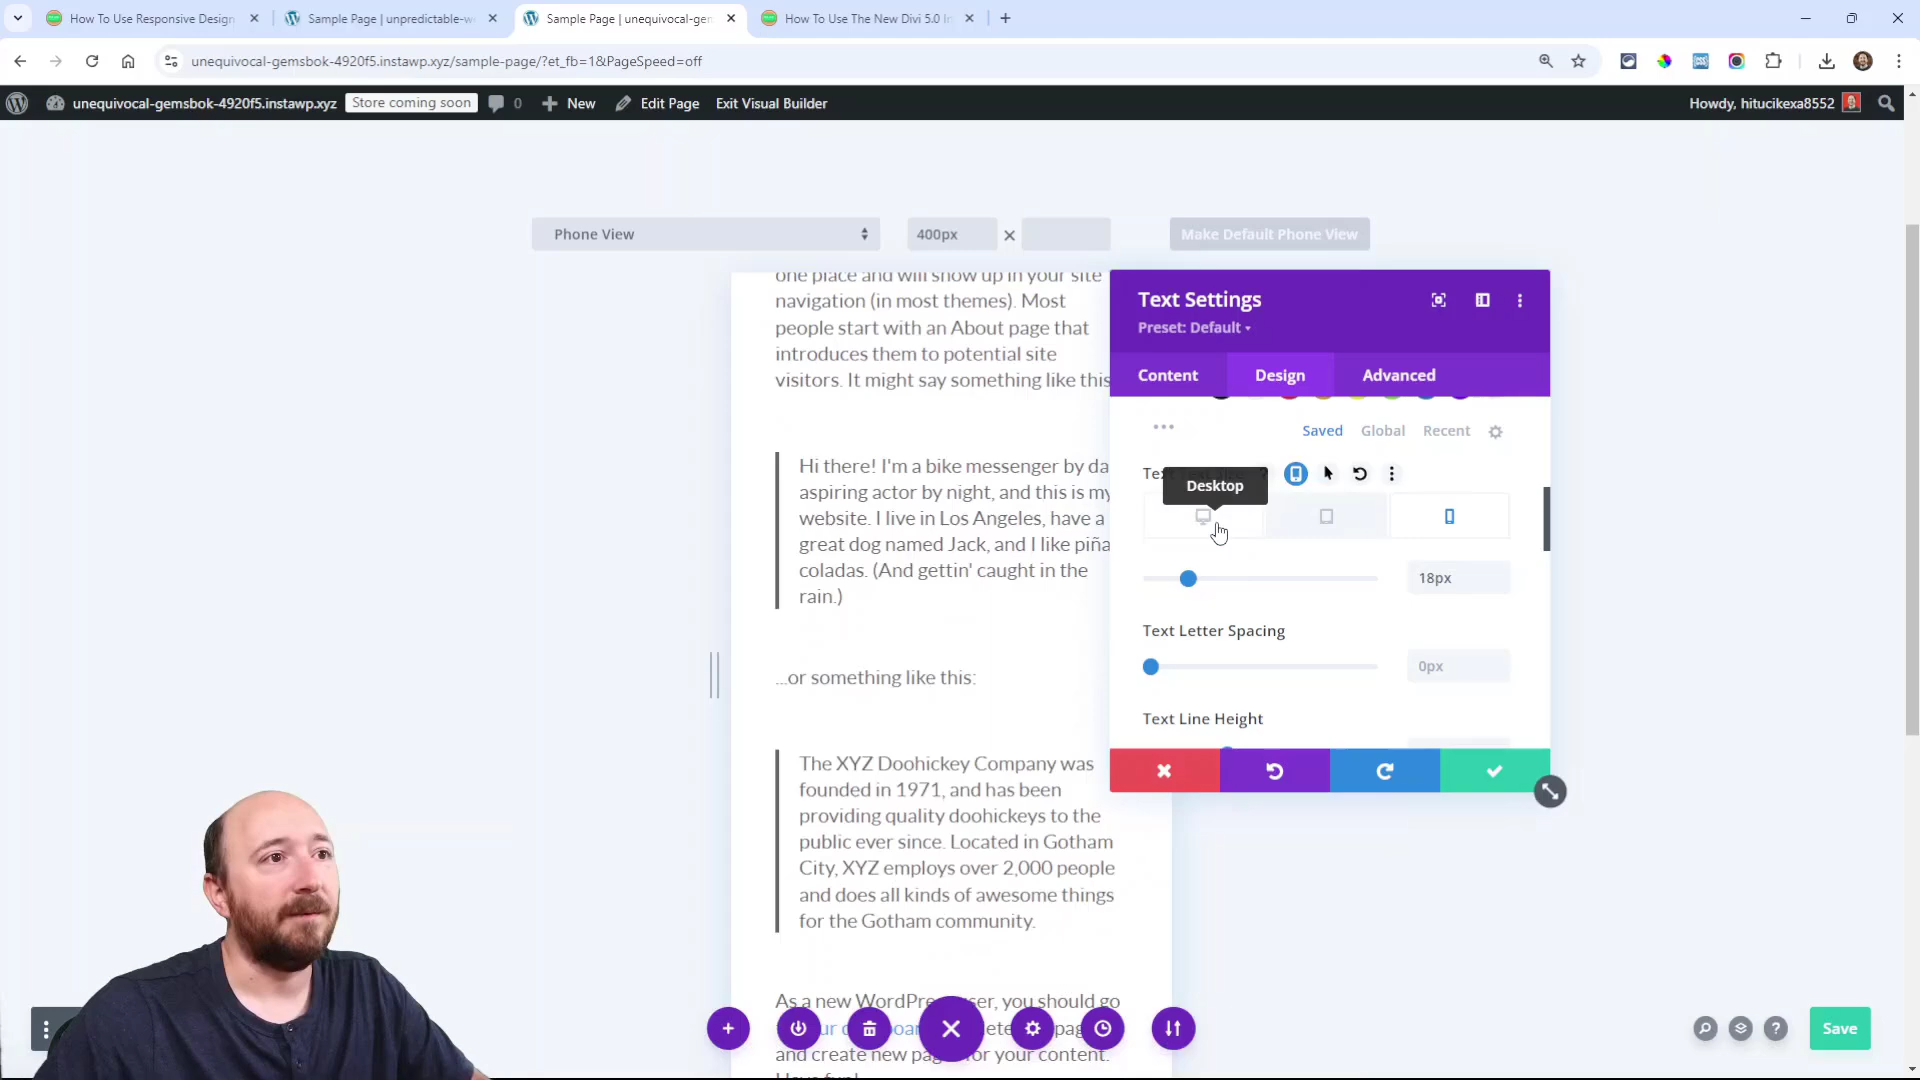 How To Use Responsive Design
Sample Page | unpredictable-w
Sample Page | unequivocal-ge
How To Use The New Divi 5.0 In
unequivocal-gemsbok-4920f5.instawp.xyz/sample-page/?et_fb=1&PageSpeed=off
unequivocal-gemsbok-4920f5.instawp.xyz
Store coming soon
0
New
Edit Page
Exit Visual Builder
Howdy, hitucikexa8552
Phone View
400px
Make Default Phone View
one place and will show up in your site
navigation (in most themes). Most
people start with an About page that
introduces them to potential site
visitors. It might say something like this
Hi there! I'm a bike messenger by da
aspiring actor by night, and this is my
website. I live in Los Angeles, have a
great dog named Jack, and I like piña
coladas. (And gettin' caught in the
rain.)
...or something like this:
The XYZ Doohickey Company was
founded in 1971, and has been
providing quality doohickeys to the
public ever since. Located in Gotham
City, XYZ employs over 2,000 people
and does all kinds of awesome things
for the Gotham community.
As a new WordPre ser, you should go
and create new pag for your content.
Have fun!
Text Settings
Preset: Default
Content
Design
Advanced
Saved
Global
Recent
Desktop
18px
Text Letter Spacing
0px
Text Line Height
Save